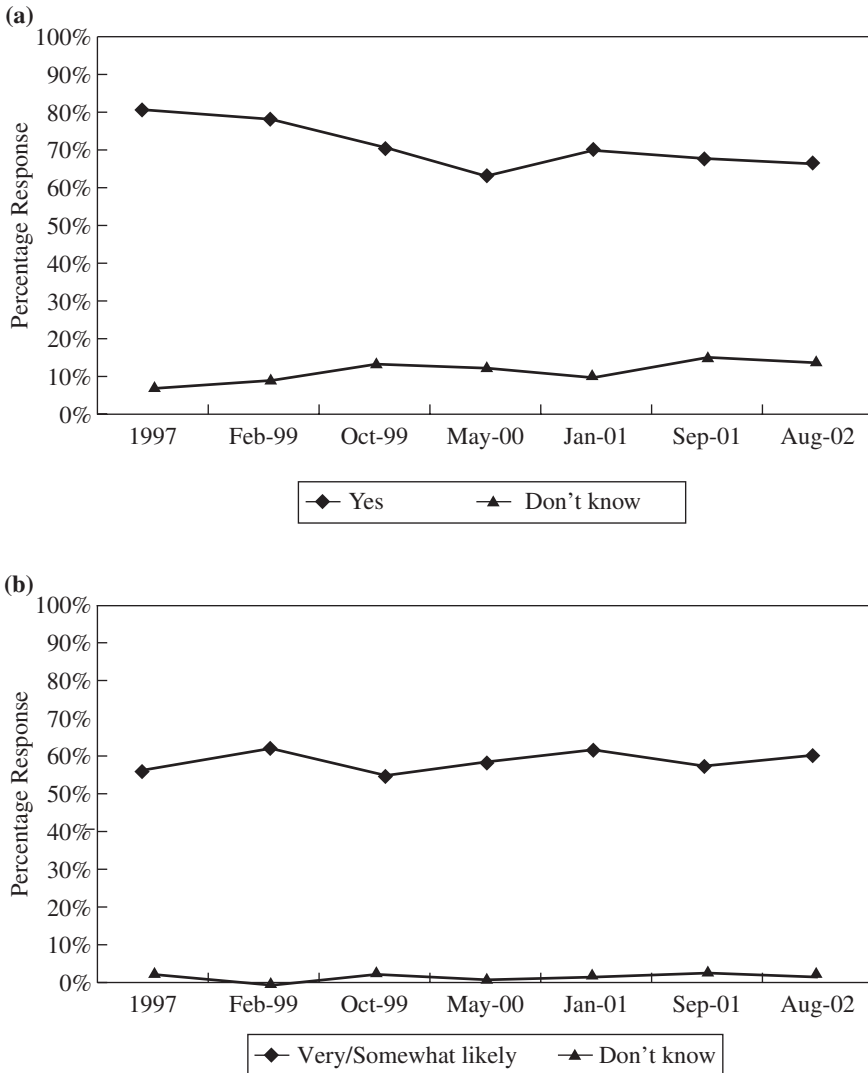 (a)
100%
90%
80%
70%
60%
50%
40%
30%
20%
10%
0%
Percentage Response
1997 Feb-99 Oct-99 May-00 Jan-01 Sep-01 Aug-02
Yes Don't know
(b)
100%
90%
80%
70%
60%
50%
40%
30%
20%
10%
0%
Percentage Response
1997 Feb-99 Oct-99 May-00 Jan-01 Sep-01 Aug-02
Very/Somewhat likely Don't know